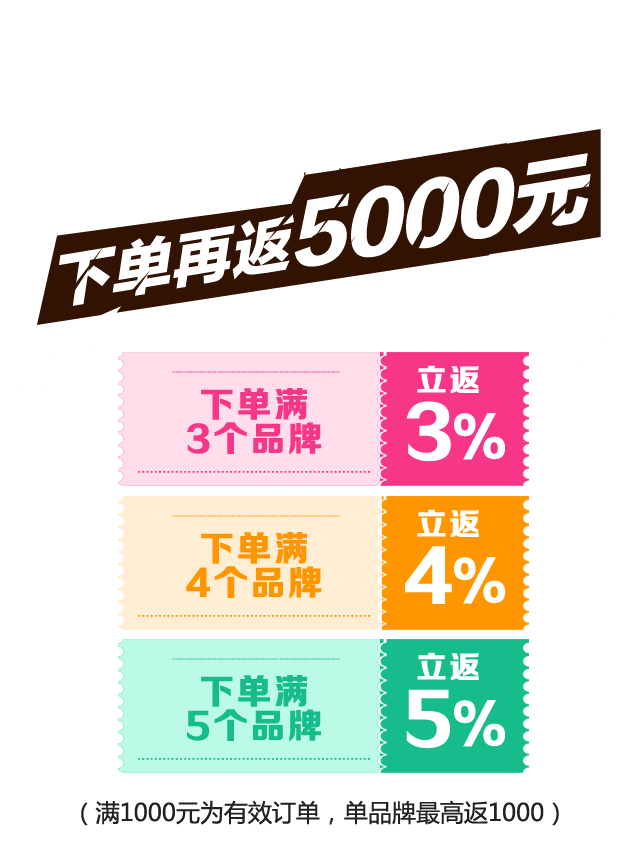 下单再返5000元
下单满
3个品牌
立返
3%
下单满
4个品牌
立返
4%
下单满
5个品牌
立返
5%
（满1000元为有效订单，单品牌最高返1000）